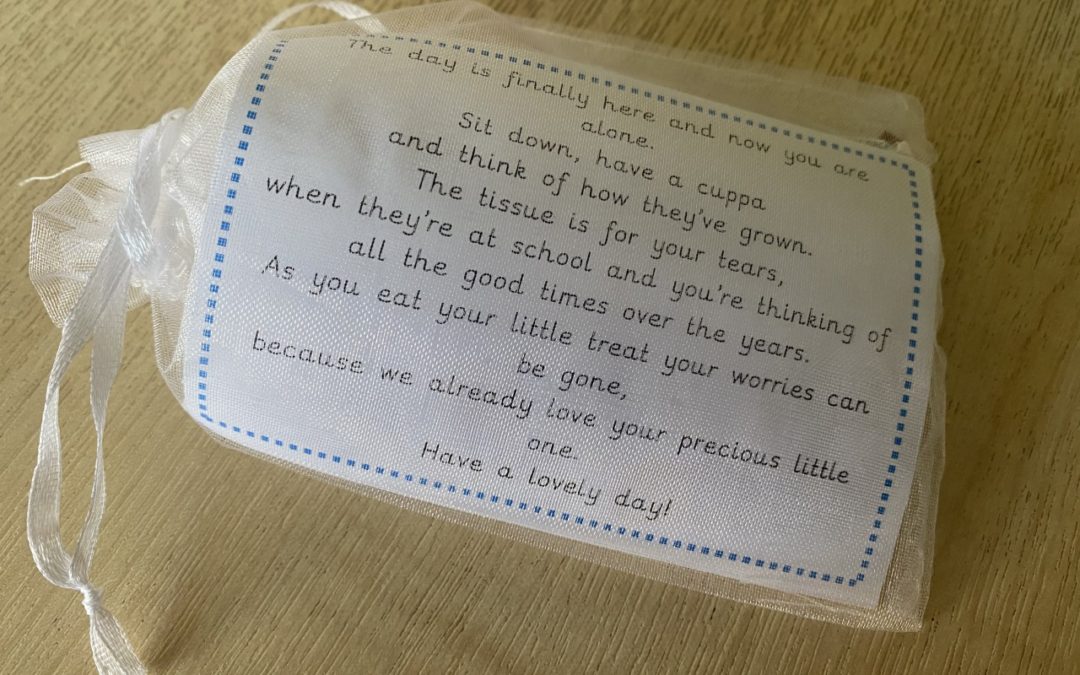 The day is finally here and now you are
alone.
Sit down, have a cuppa
and think of how they've grown.
The tissue is for your tears,
when they're at school and you're thinking of
all the good times over the years.
As you eat your little treat your worries can
be gone,
because we already love your precious little
one.
Have a lovely day!